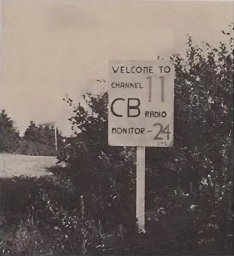 WELCOME TO
CHANNEL 11
CB RADIO
MONITOR - 24